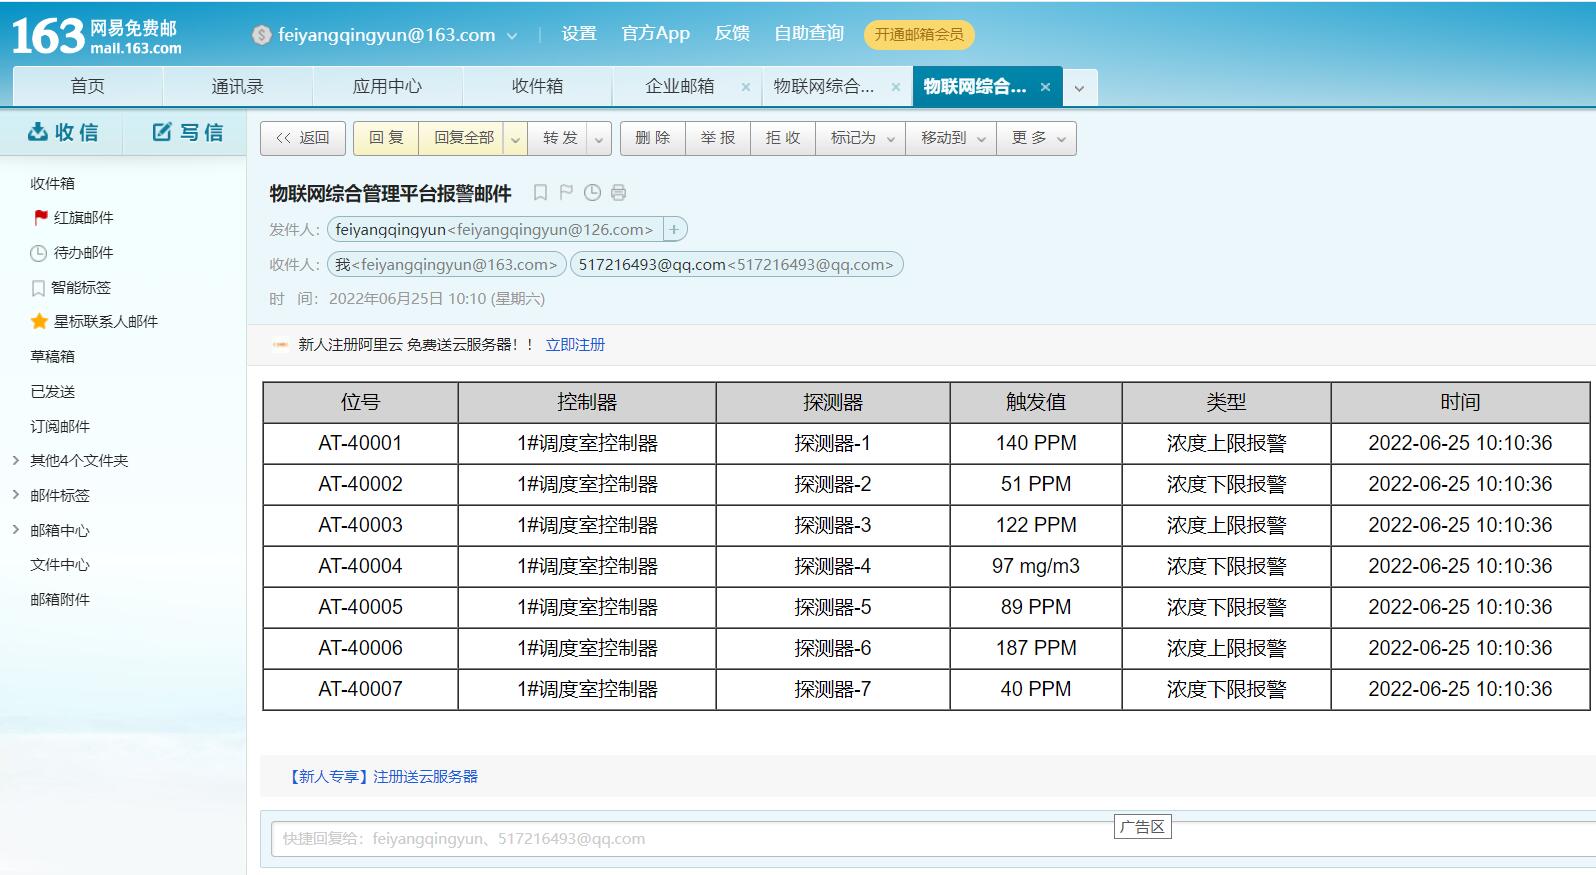 163 网易免费邮
mail.163.com
feiyangqingyun@163.com | 设置 官方App 反馈 自助查询 开通邮箱会员
首页 通讯录 应用中心 收件箱 企业邮箱 × 物联网综合... × 物联网综合... ×
收信 写信
<< 返回 回复 回复全部 转发 删除 举报 拒收 标记为 移动到 更多
收件箱
红旗邮件
待办邮件
智能标签
星标联系人邮件
草稿箱
已发送
订阅邮件
其他4个文件夹
邮件标签
邮箱中心
文件中心
邮箱附件
物联网综合管理平台报警邮件
发件人： feiyangqingyun<feiyangqingyun@126.com> +
收件人： 我<feiyangqingyun@163.com> 517216493@qq.com<517216493@qq.com>
时 间： 2022年06月25日 10:10 (星期六)
新人注册阿里云 免费送云服务器！！ 立即注册
位号 控制器 探测器 触发值 类型 时间
AT-40001 1#调度室控制器 探测器-1 140 PPM 浓度上限报警 2022-06-25 10:10:36
AT-40002 1#调度室控制器 探测器-2 51 PPM 浓度下限报警 2022-06-25 10:10:36
AT-40003 1#调度室控制器 探测器-3 122 PPM 浓度上限报警 2022-06-25 10:10:36
AT-40004 1#调度室控制器 探测器-4 97 mg/m3 浓度下限报警 2022-06-25 10:10:36
AT-40005 1#调度室控制器 探测器-5 89 PPM 浓度下限报警 2022-06-25 10:10:36
AT-40006 1#调度室控制器 探测器-6 187 PPM 浓度上限报警 2022-06-25 10:10:36
AT-40007 1#调度室控制器 探测器-7 40 PPM 浓度下限报警 2022-06-25 10:10:36
【新人专享】注册送云服务器
广告区
快捷回复给：feiyangqingyun、517216493@qq.com